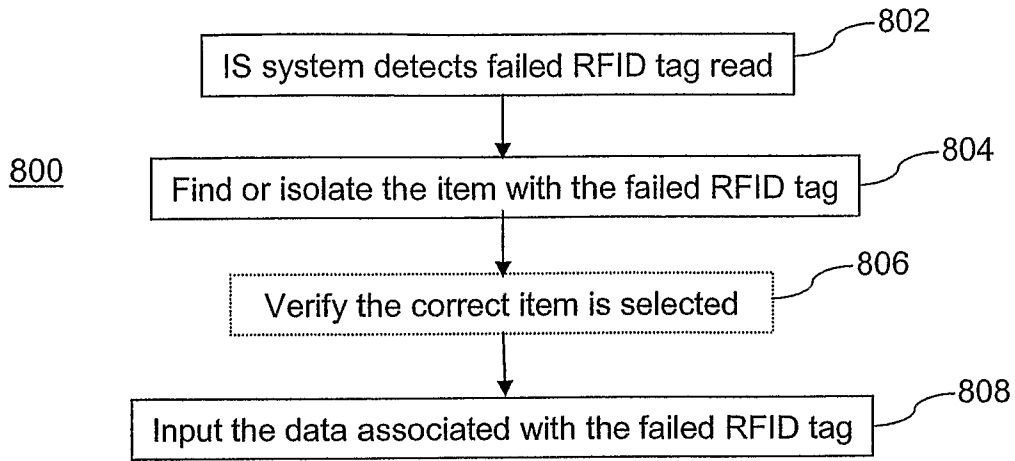 802
IS system detects failed RFID tag read
804
800
Find or isolate the item with the failed RFID tag
806
Verify the correct item is selected
808
Input the data associated with the failed RFID tag